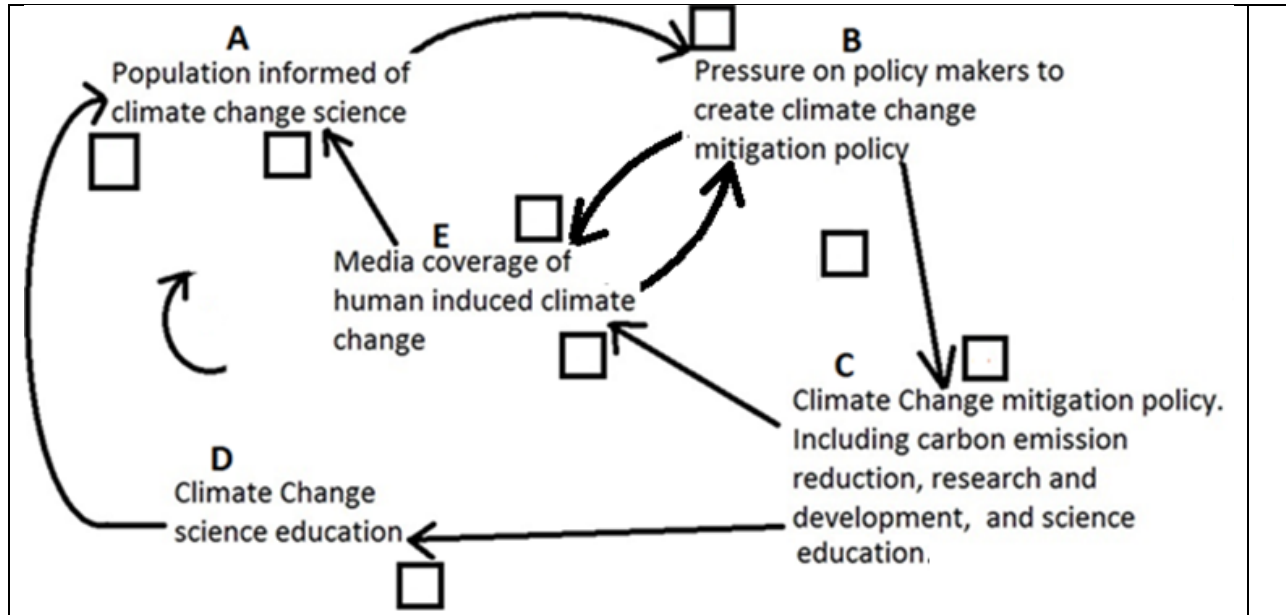 A
Population informed of
climate change science
B
Pressure on policy makers to
create climate change
mitigation policy
E
Media coverage of
human induced climate
change
C
Climate Change mitigation policy.
Including carbon emission
reduction, research and
development,  and science
education.
D
Climate Change
science education